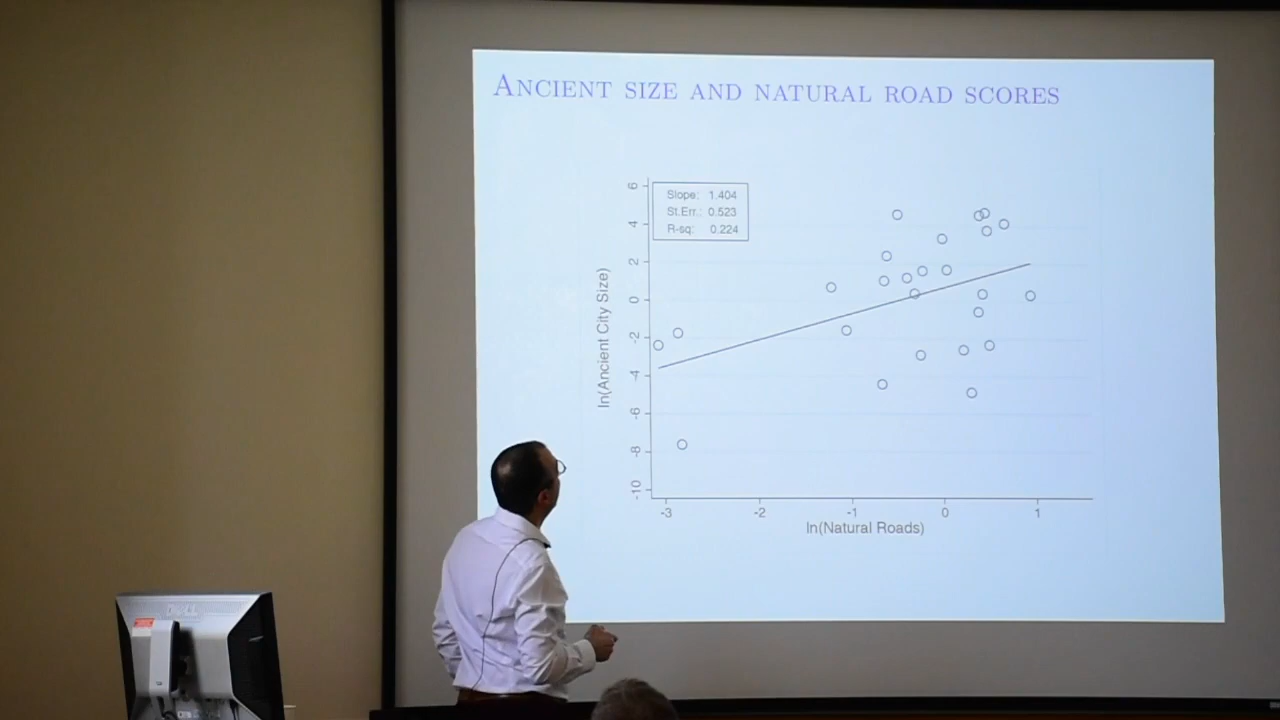 ANCIENT SIZE AND NATURAL ROAD SCORES
Slope: 1.404
St.Err.: 0.523
R-sq: 0.224
ln(Ancient City Size)
6
4
2
0
-2
-4
-6
-8
-10
-3 -2 -1 0 1
ln(Natural Roads)